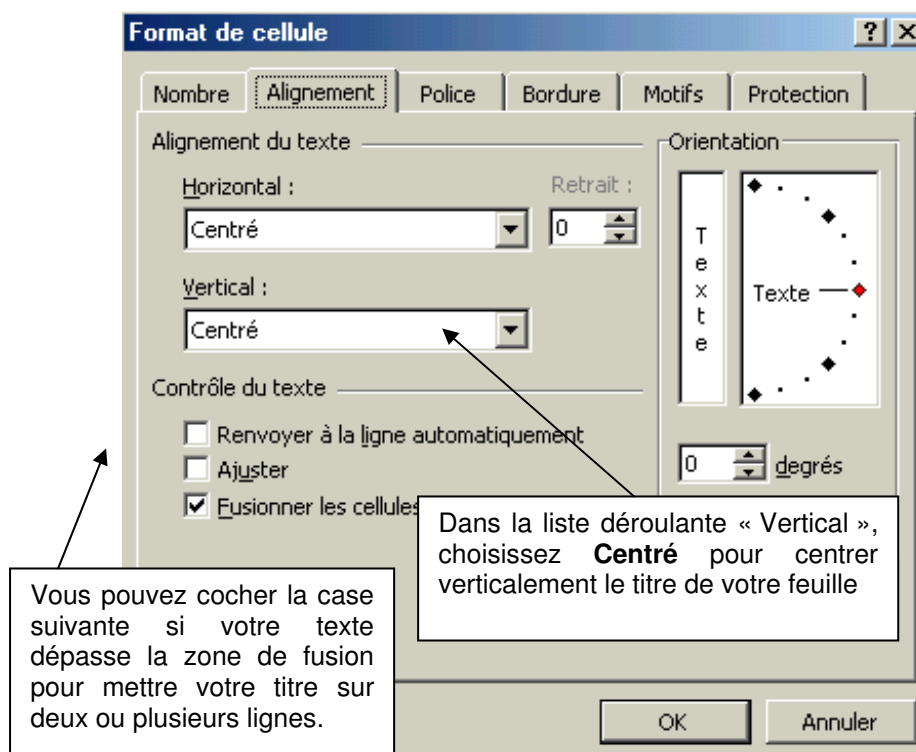 Format de cellule
Nombre Alignement Police Bordure Motifs Protection
Alignement du texte
Horizontal :
Retrait :
Centré
0
Vertical :
Centré
Contrôle du texte
Renvoyer à la ligne automatiquement
Ajuster
Fusionner les cellules
Orientation
Texte
Texte
0 degrés
Dans la liste déroulante « Vertical »,
choisissez Centré pour centrer
verticalement le titre de votre feuille
Vous pouvez cocher la case
suivante si votre texte
dépasse la zone de fusion
pour mettre votre titre sur
deux ou plusieurs lignes.
OK
Annuler